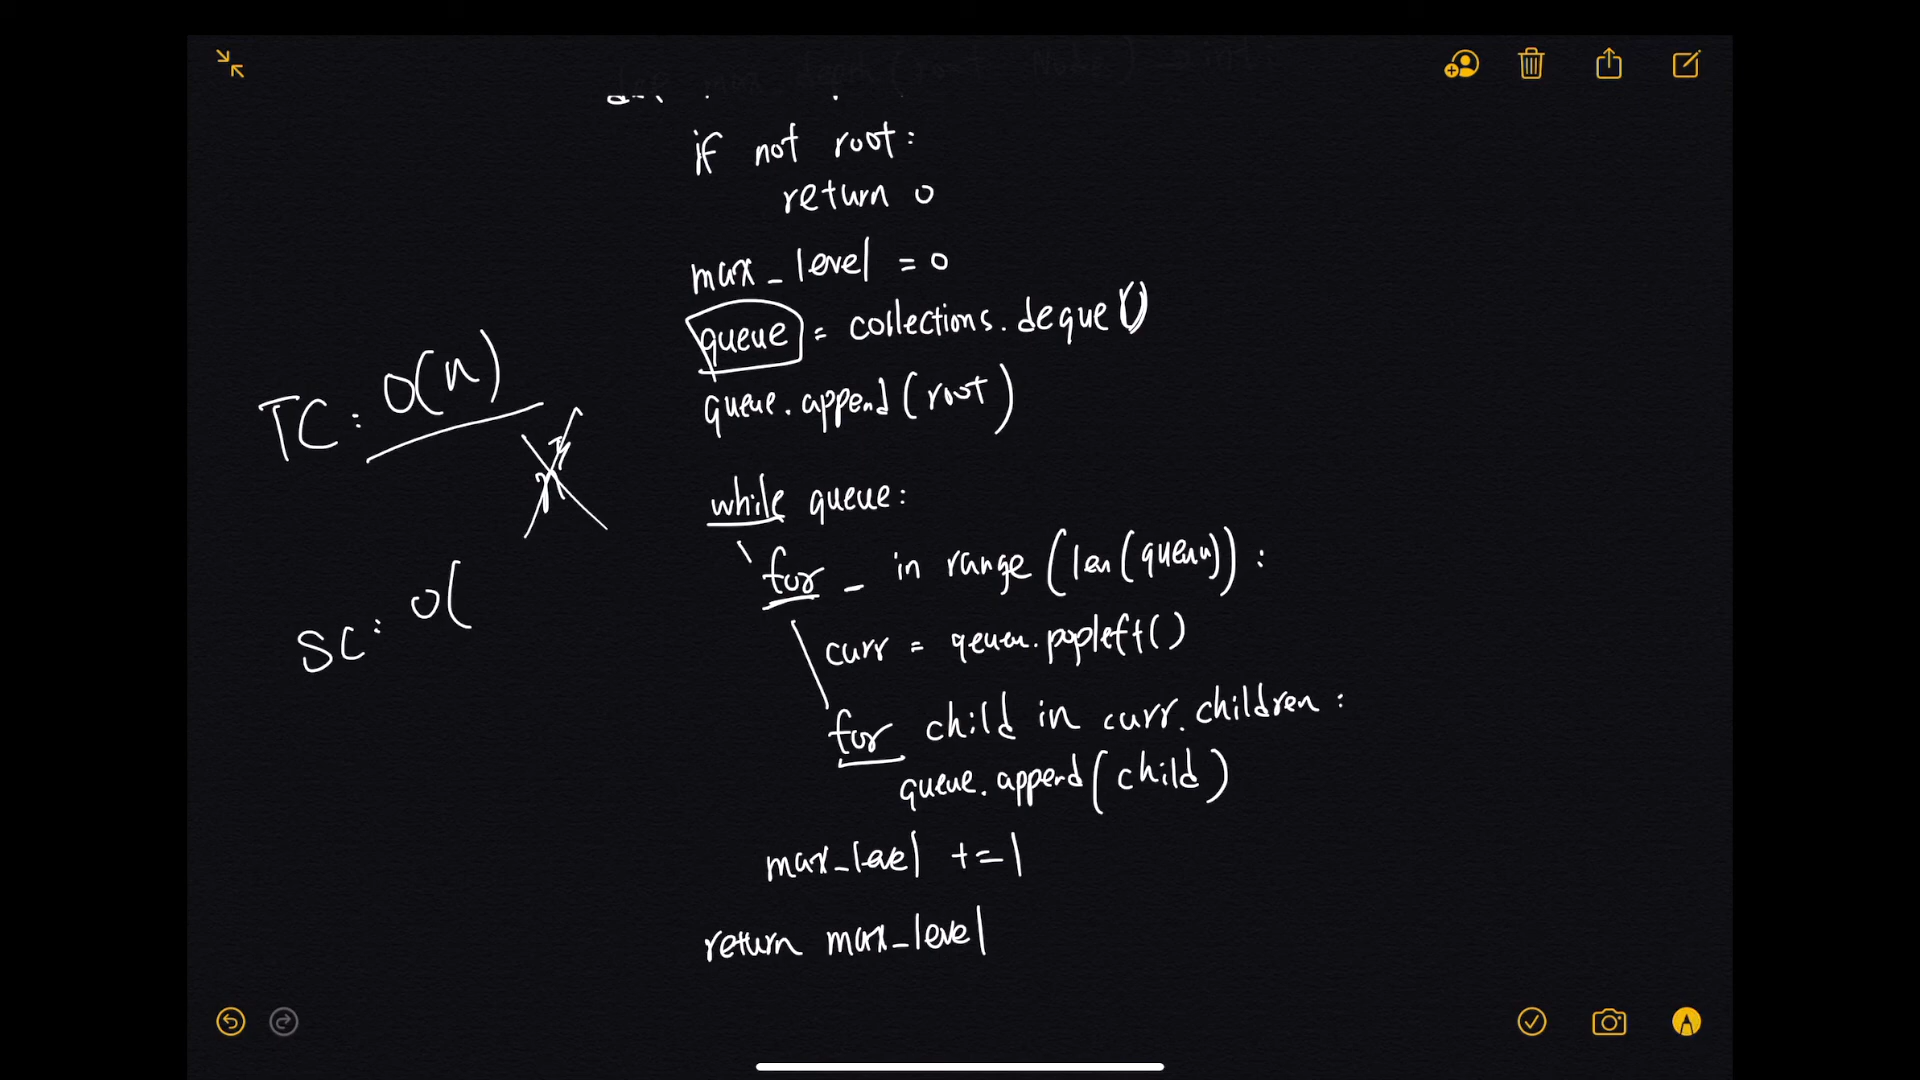 if not root:
return 0
max_level = 0
queue = collections.deque()
queue.append(root)
TC: O(n)
while queue:
for _ in range (len(queue)):
SC: O(
curr = queue.popleft()
for child in curr.children:
queue.append(child)
max_level += 1
return max_level